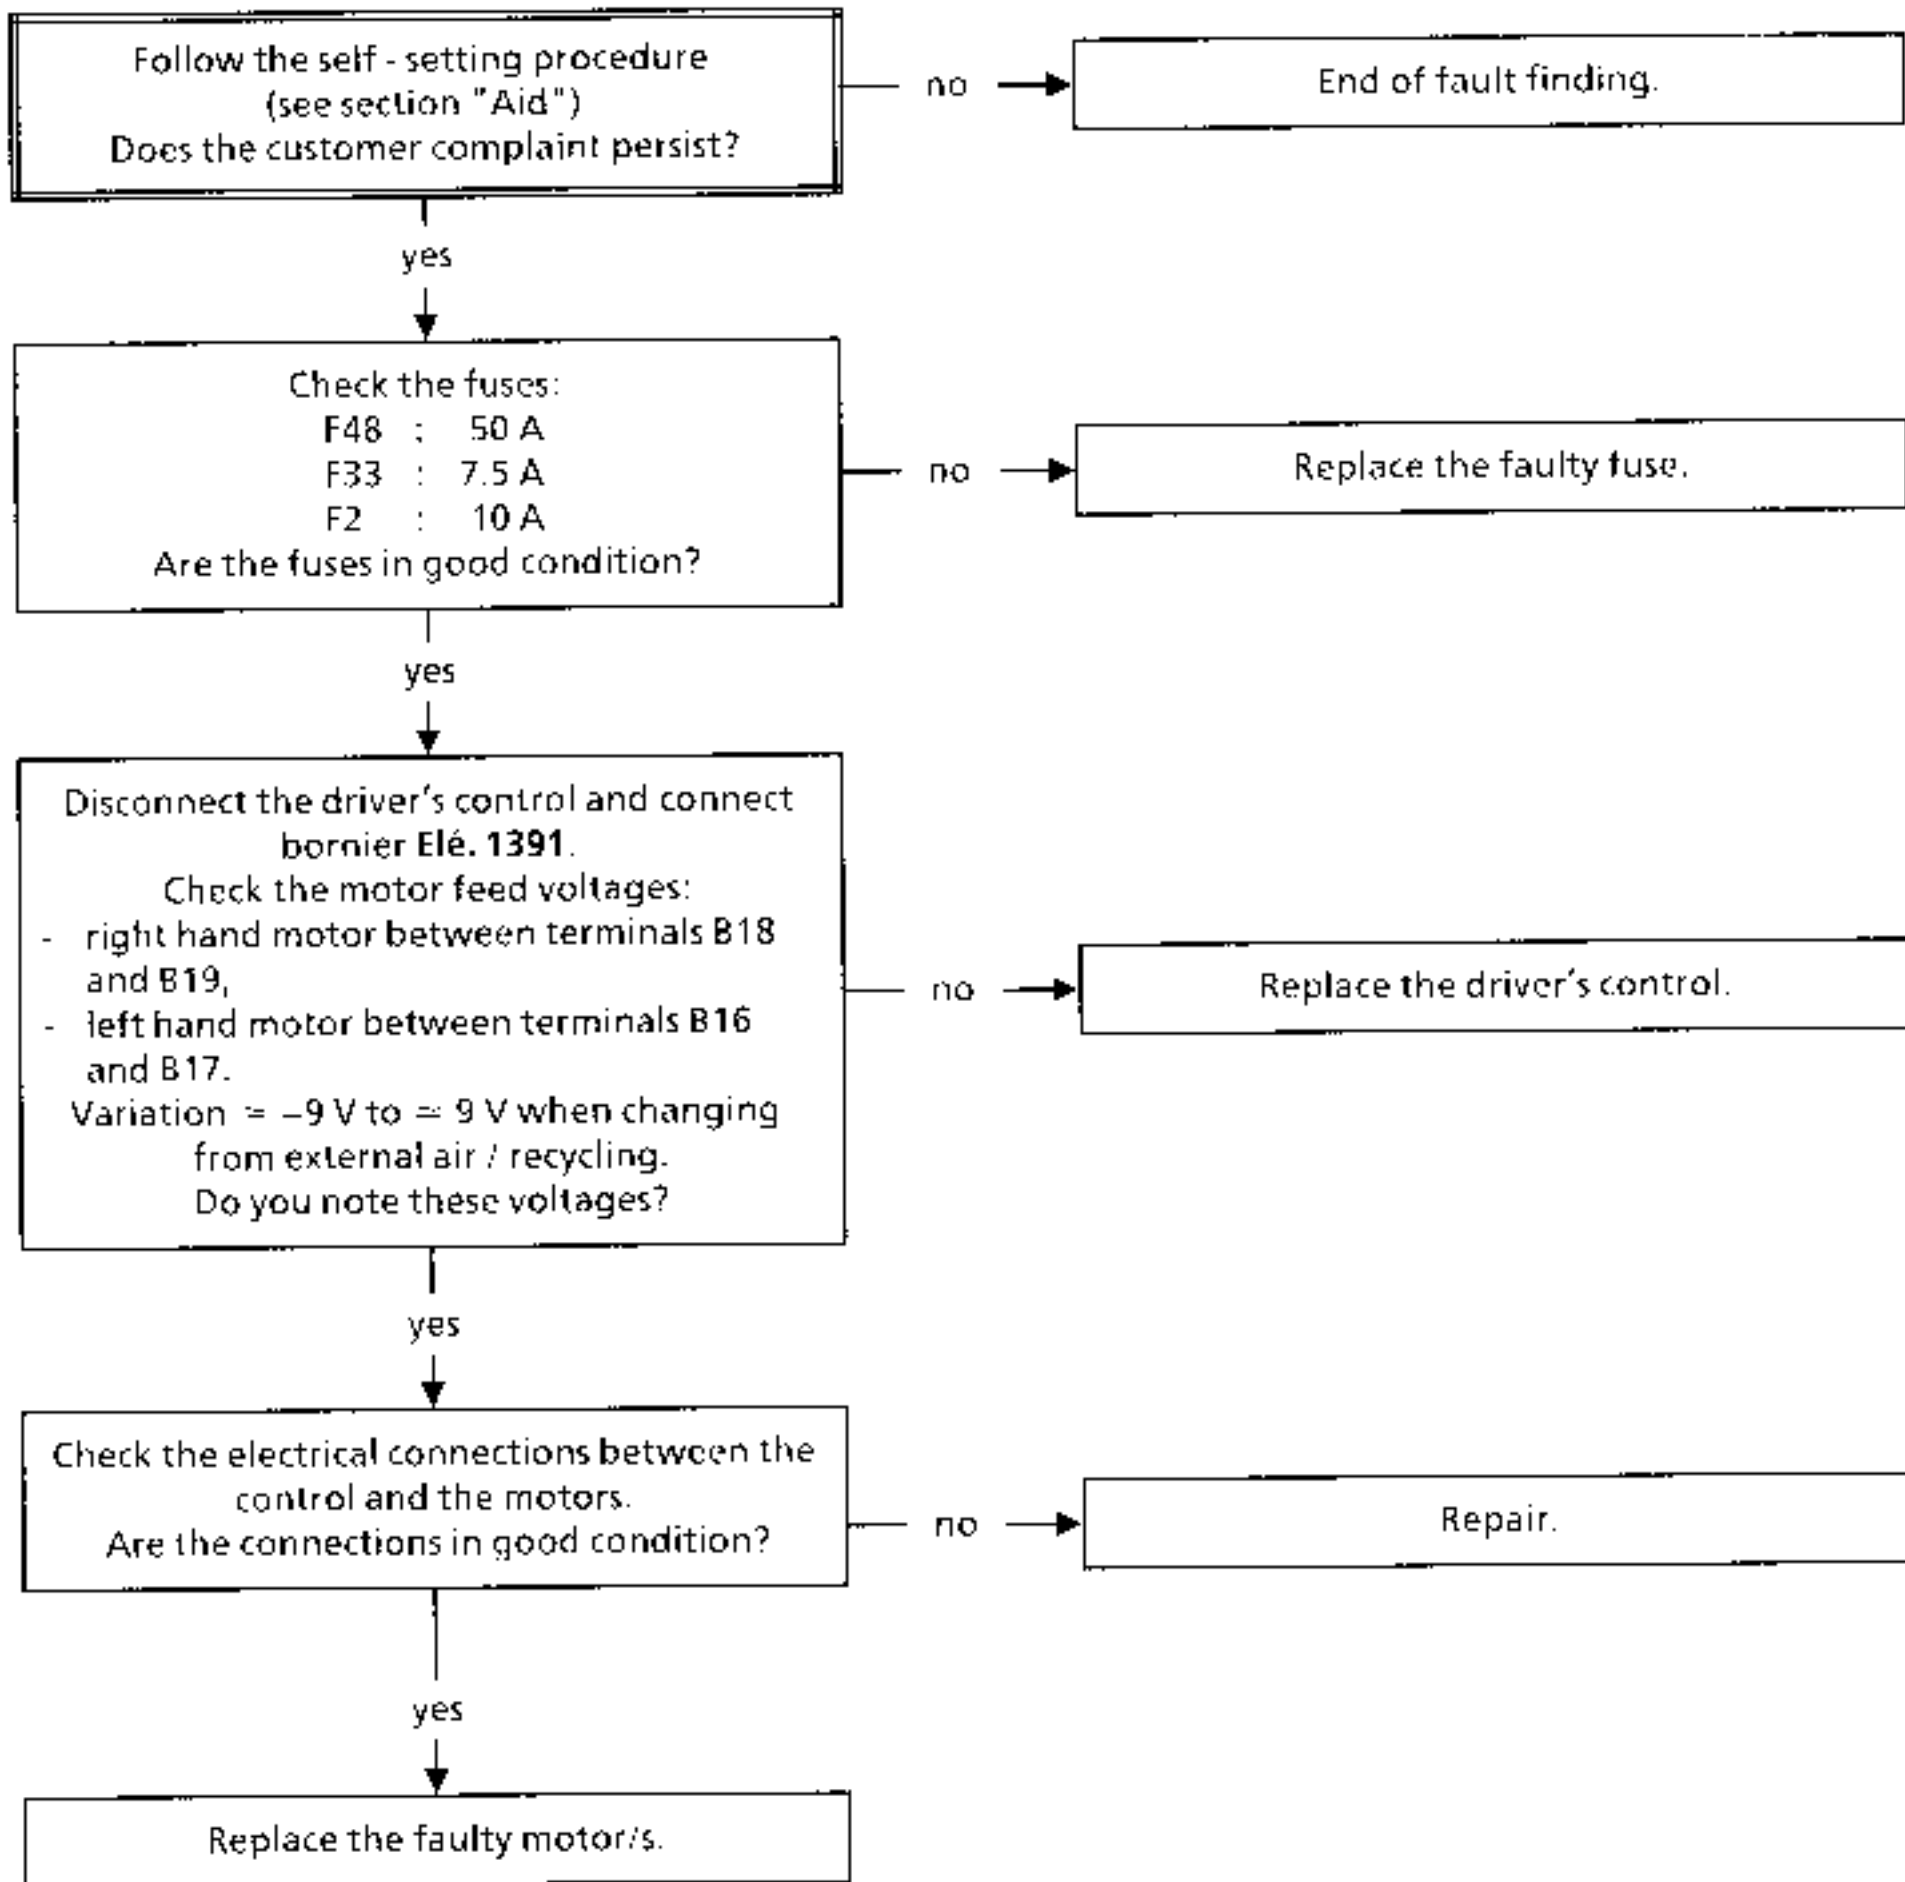 Follow the self - setting procedure
(see section "Aid")
Does the customer complaint persist?
no
End of fault finding.
yes
Check the fuses:
F48 : 50 A
F33 : 7.5 A
F2 : 10 A
Are the fuses in good condition?
no
Replace the faulty fuse.
yes
Disconnect the driver's control and connect
bornier Elé. 1391.
Check the motor feed voltages:
- right hand motor between terminals B18
and B19,
- left hand motor between terminals B16
and B17.
Variation ≃ −9 V to ≃ 9 V when changing
from external air / recycling.
Do you note these voltages?
no
Replace the driver's control.
yes
Check the electrical connections between the
control and the motors.
Are the connections in good condition?
no
Repair.
yes
Replace the faulty motor/s.